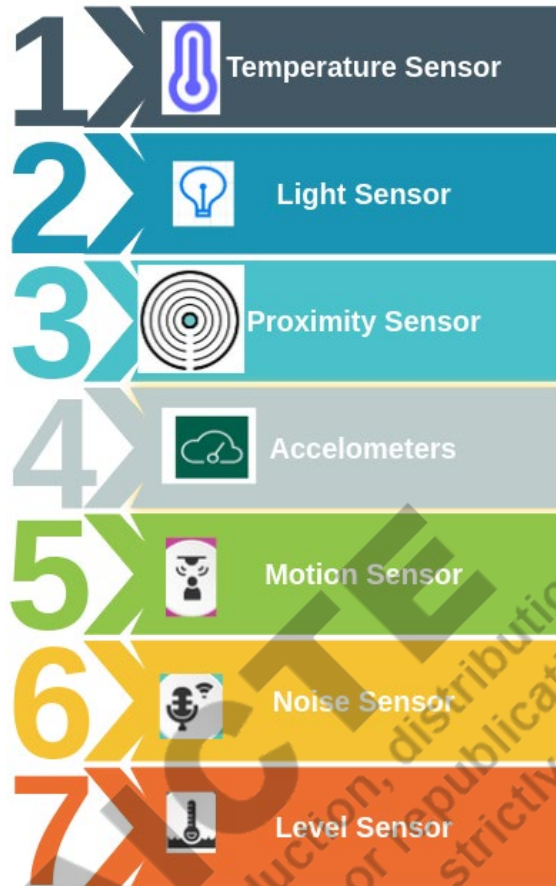 1 Temperature Sensor
2 Light Sensor
3 Proximity Sensor
4 Accelometers
5 Motion Sensor
6 Noise Sensor
7 Level Sensor